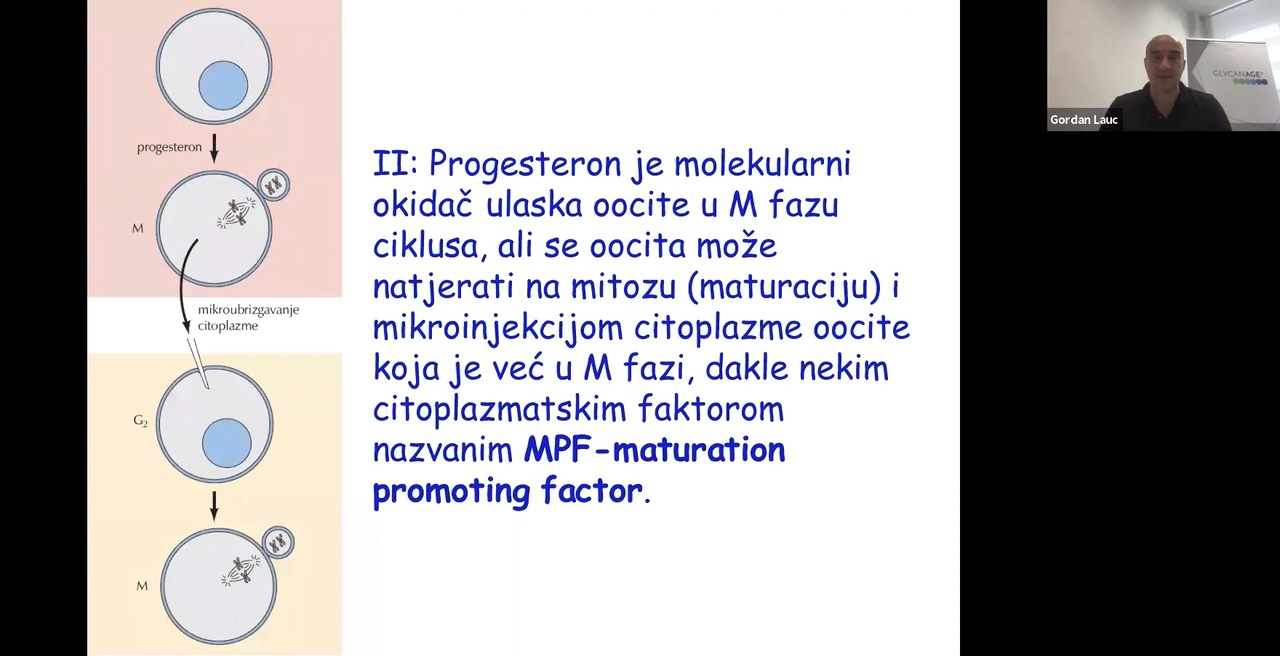 progesteron
M
mikroubrizgavanje
citoplazme
G₂
M
II: Progesteron je molekularni
okidač ulaska oocite u M fazu
ciklusa, ali se oocita može
natjerati na mitozu (maturaciju) i
mikroinjekcijom citoplazme oocite
koja je već u M fazi, dakle nekim
citoplazmatskim faktorom
nazvanim MPF-maturation
promoting factor.
GLYCANAGE
Gordan Lauc